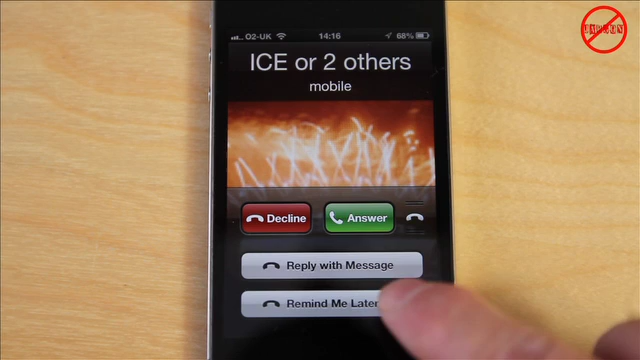 O2-UK 14:16 68%
ICE or 2 others
mobile
Decline Answer
Reply with Message
Remind Me Later